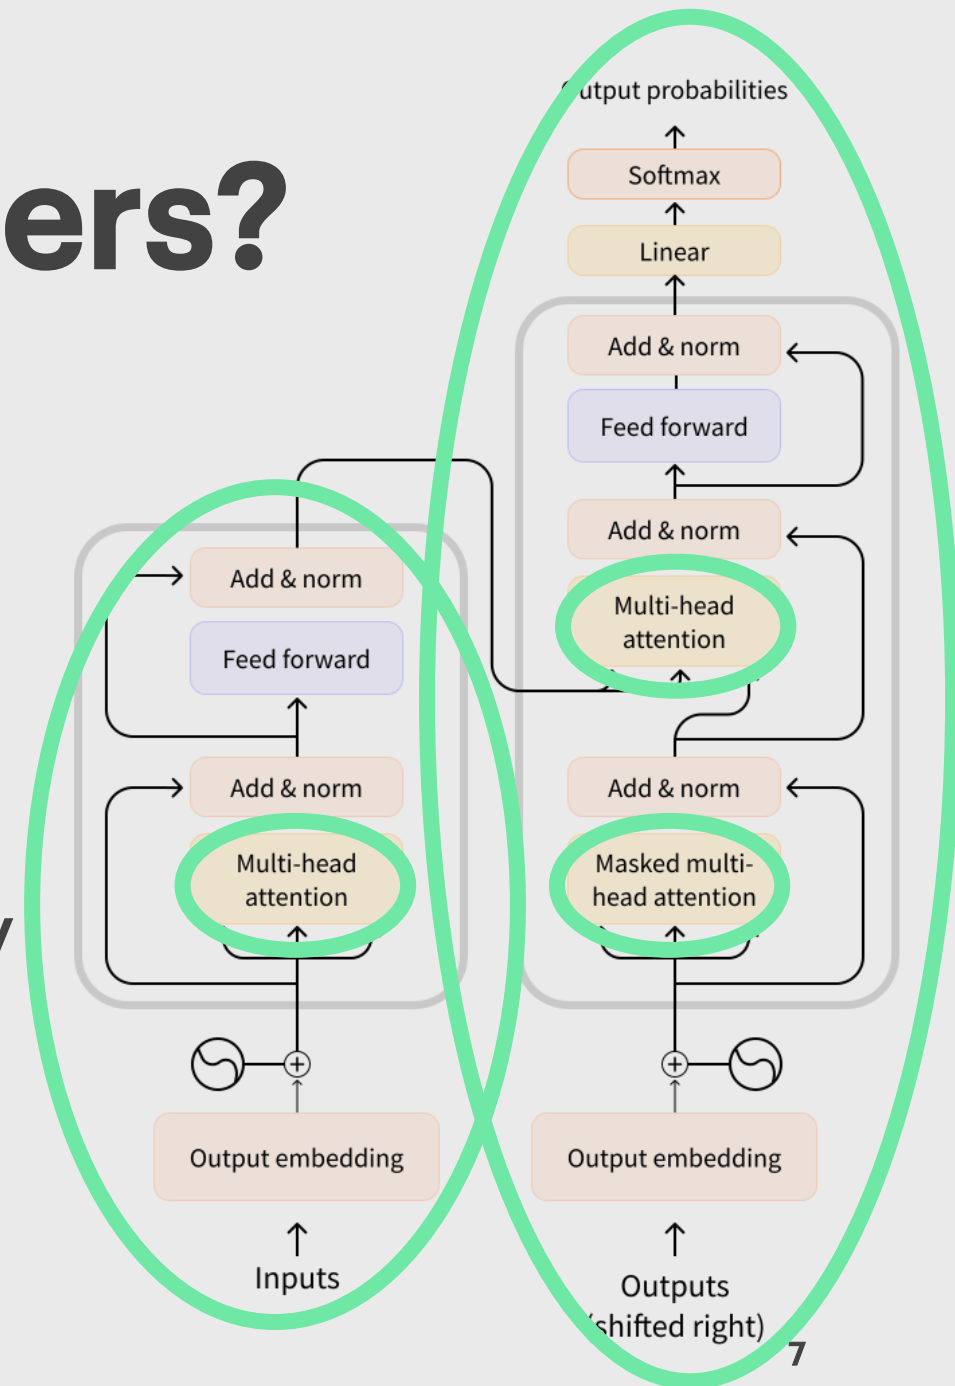 ers?
Output probabilities
Softmax
Linear
Add & norm
Feed forward
Add & norm
Multi-head
attention
Add & norm
Masked multi-
head attention
Output embedding
Outputs
(shifted right)
Add & norm
Feed forward
Add & norm
Multi-head
attention
Output embedding
Inputs
y
7